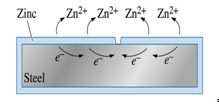 Zinc
Zn²⁺ Zn²⁺ Zn²⁺ Zn²⁺
e⁻ e⁻ e⁻ e⁻
Steel